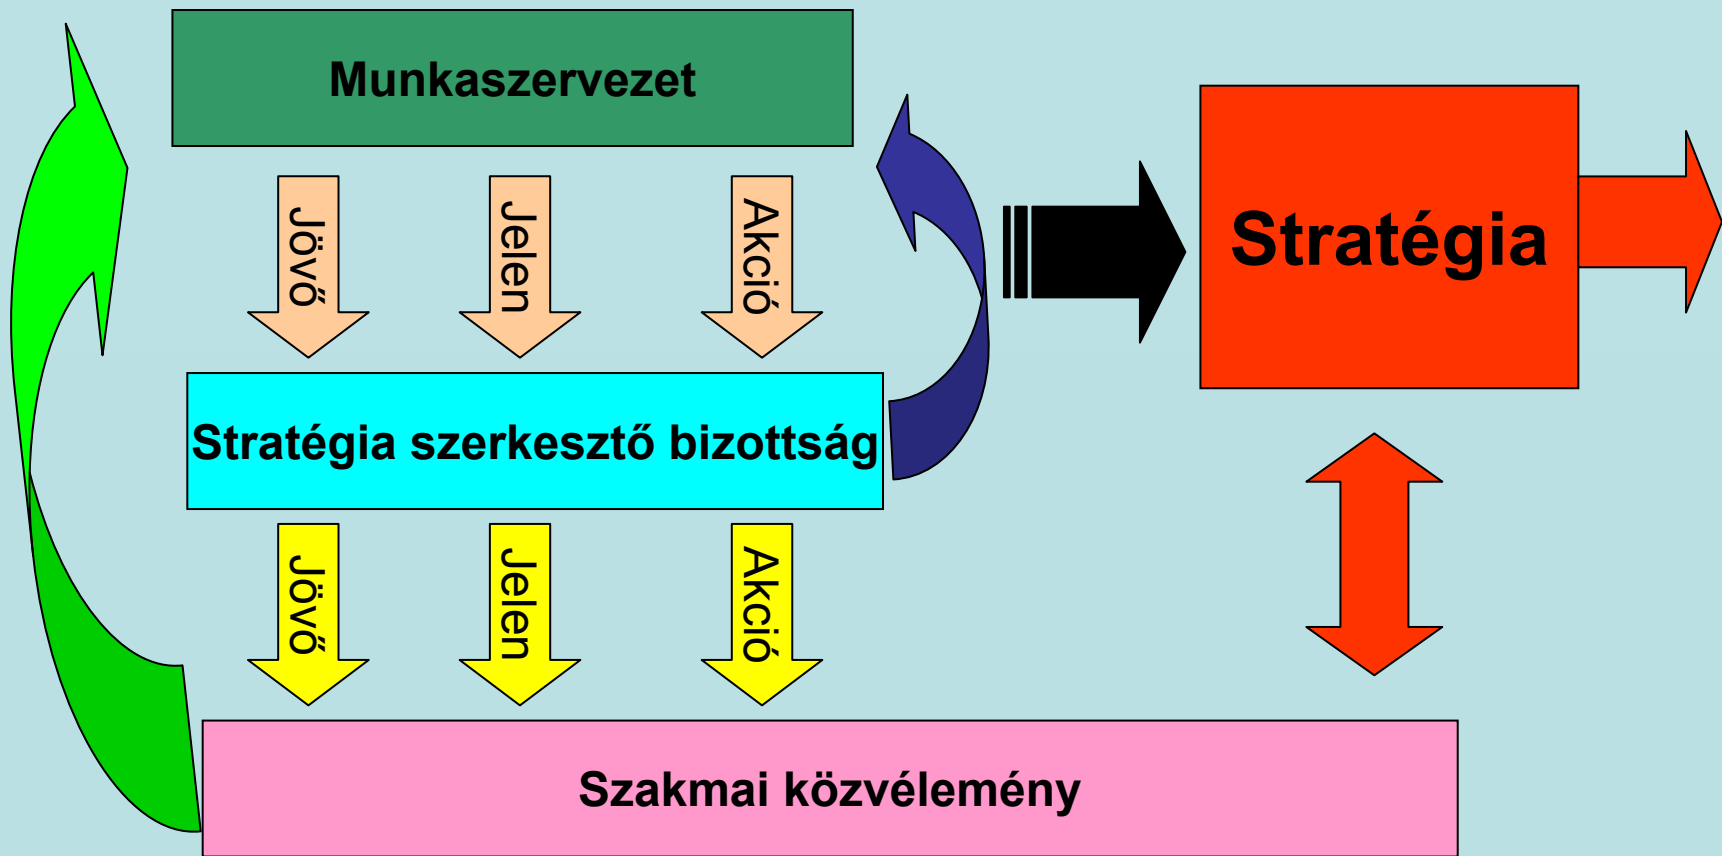 Munkaszervezet
Stratégia
Jövő
Jelen
Akció
Stratégia szerkesztő bizottság
Jövő
Jelen
Akció
Szakmai közvélemény